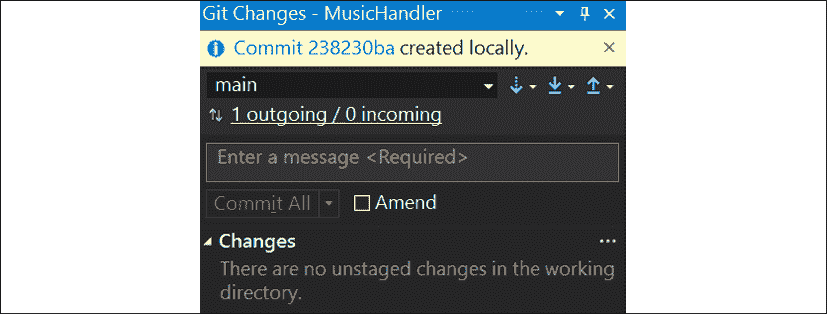 Git Changes - MusicHandler
Commit 238230ba created locally.
main
1 outgoing / 0 incoming
Enter a message <Required>
Commit All
Amend
Changes
There are no unstaged changes in the working
directory.